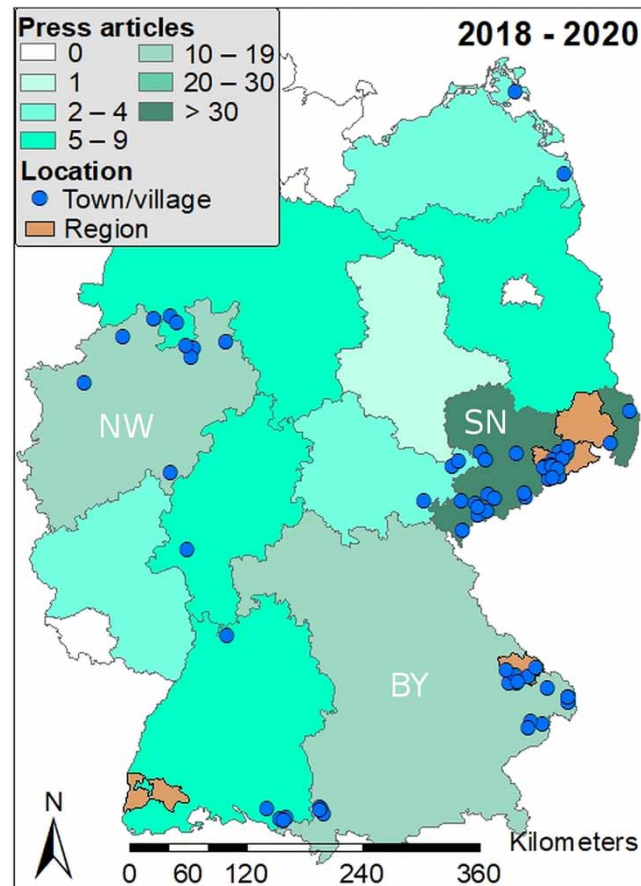 2018 - 2020
Press articles
0
1
2 – 4
5 – 9
10 – 19
20 – 30
> 30
Location
Town/village
Region
NW
SN
BY
N
Kilometers
0 60 120 240 360